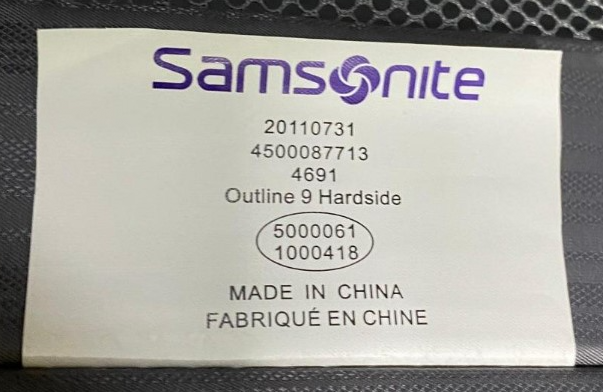 Samsonite
20110731
4500087713
4691
Outline 9 Hardside
5000061
1000418
MADE IN CHINA
FABRIQUÉ EN CHINE